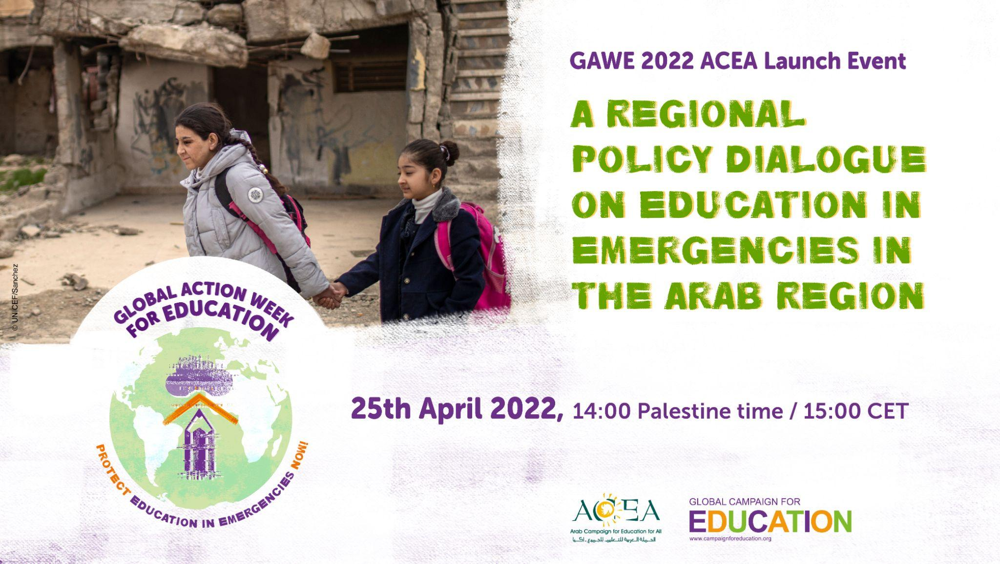 GAWE 2022 ACEA Launch Event
A REGIONAL
POLICY DIALOGUE
ON EDUCATION IN
EMERGENCIES IN
THE ARAB REGION
© UNICEF/Sanchez
GLOBAL ACTION WEEK
FOR EDUCATION
PROTECT EDUCATION IN EMERGENCIES NOW!
25th April 2022, 14:00 Palestine time / 15:00 CET
ACEA
Arab Campaign for Education for All
الحملة العربية للتعليم للجميع - آكيا
GLOBAL CAMPAIGN FOR
EDUCATION
www.campaignforeducation.org